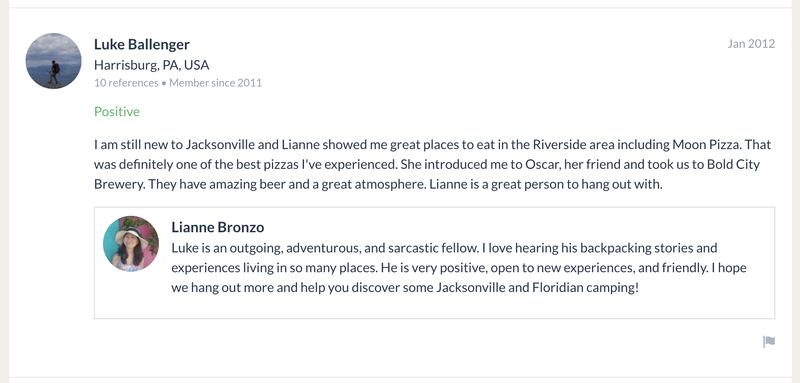 Luke Ballenger
Jan 2012
Harrisburg, PA, USA
10 references • Member since 2011
Positive
I am still new to Jacksonville and Lianne showed me great places to eat in the Riverside area including Moon Pizza. That
was definitely one of the best pizzas I've experienced. She introduced me to Oscar, her friend and took us to Bold City
Brewery. They have amazing beer and a great atmosphere. Lianne is a great person to hang out with.
Lianne Bronzo
Luke is an outgoing, adventurous, and sarcastic fellow. I love hearing his backpacking stories and
experiences living in so many places. He is very positive, open to new experiences, and friendly. I hope
we hang out more and help you discover some Jacksonville and Floridian camping!